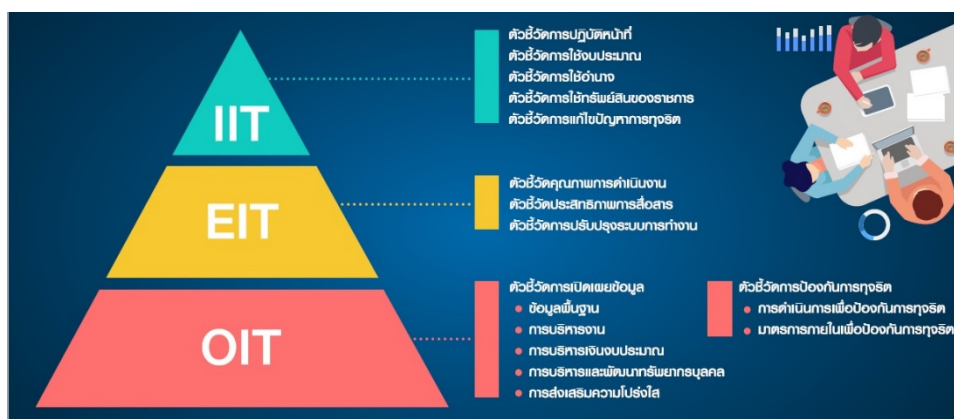 IIT
ตัวชี้วัดการปฏิบัติหน้าที่
ตัวชี้วัดการใช้งบประมาณ
ตัวชี้วัดการใช้อำนาจ
ตัวชี้วัดการใช้ทรัพย์สินของราชการ
ตัวชี้วัดการแก้ไขปัญหาการทุจริต
EIT
ตัวชี้วัดคุณภาพการดำเนินงาน
ตัวชี้วัดประสิทธิภาพการสื่อสาร
ตัวชี้วัดการปรับปรุงระบบการทำงาน
OIT
ตัวชี้วัดการเปิดเผยข้อมูล
ข้อมูลพื้นฐาน
การบริหารงาน
การบริหารเงินงบประมาณ
การบริหารและพัฒนาทรัพยากรบุคคล
การส่งเสริมความโปร่งใส
ตัวชี้วัดการป้องกันการทุจริต
การดำเนินการเพื่อป้องกันการทุจริต
มาตรการภายในเพื่อป้องกันการทุจริต